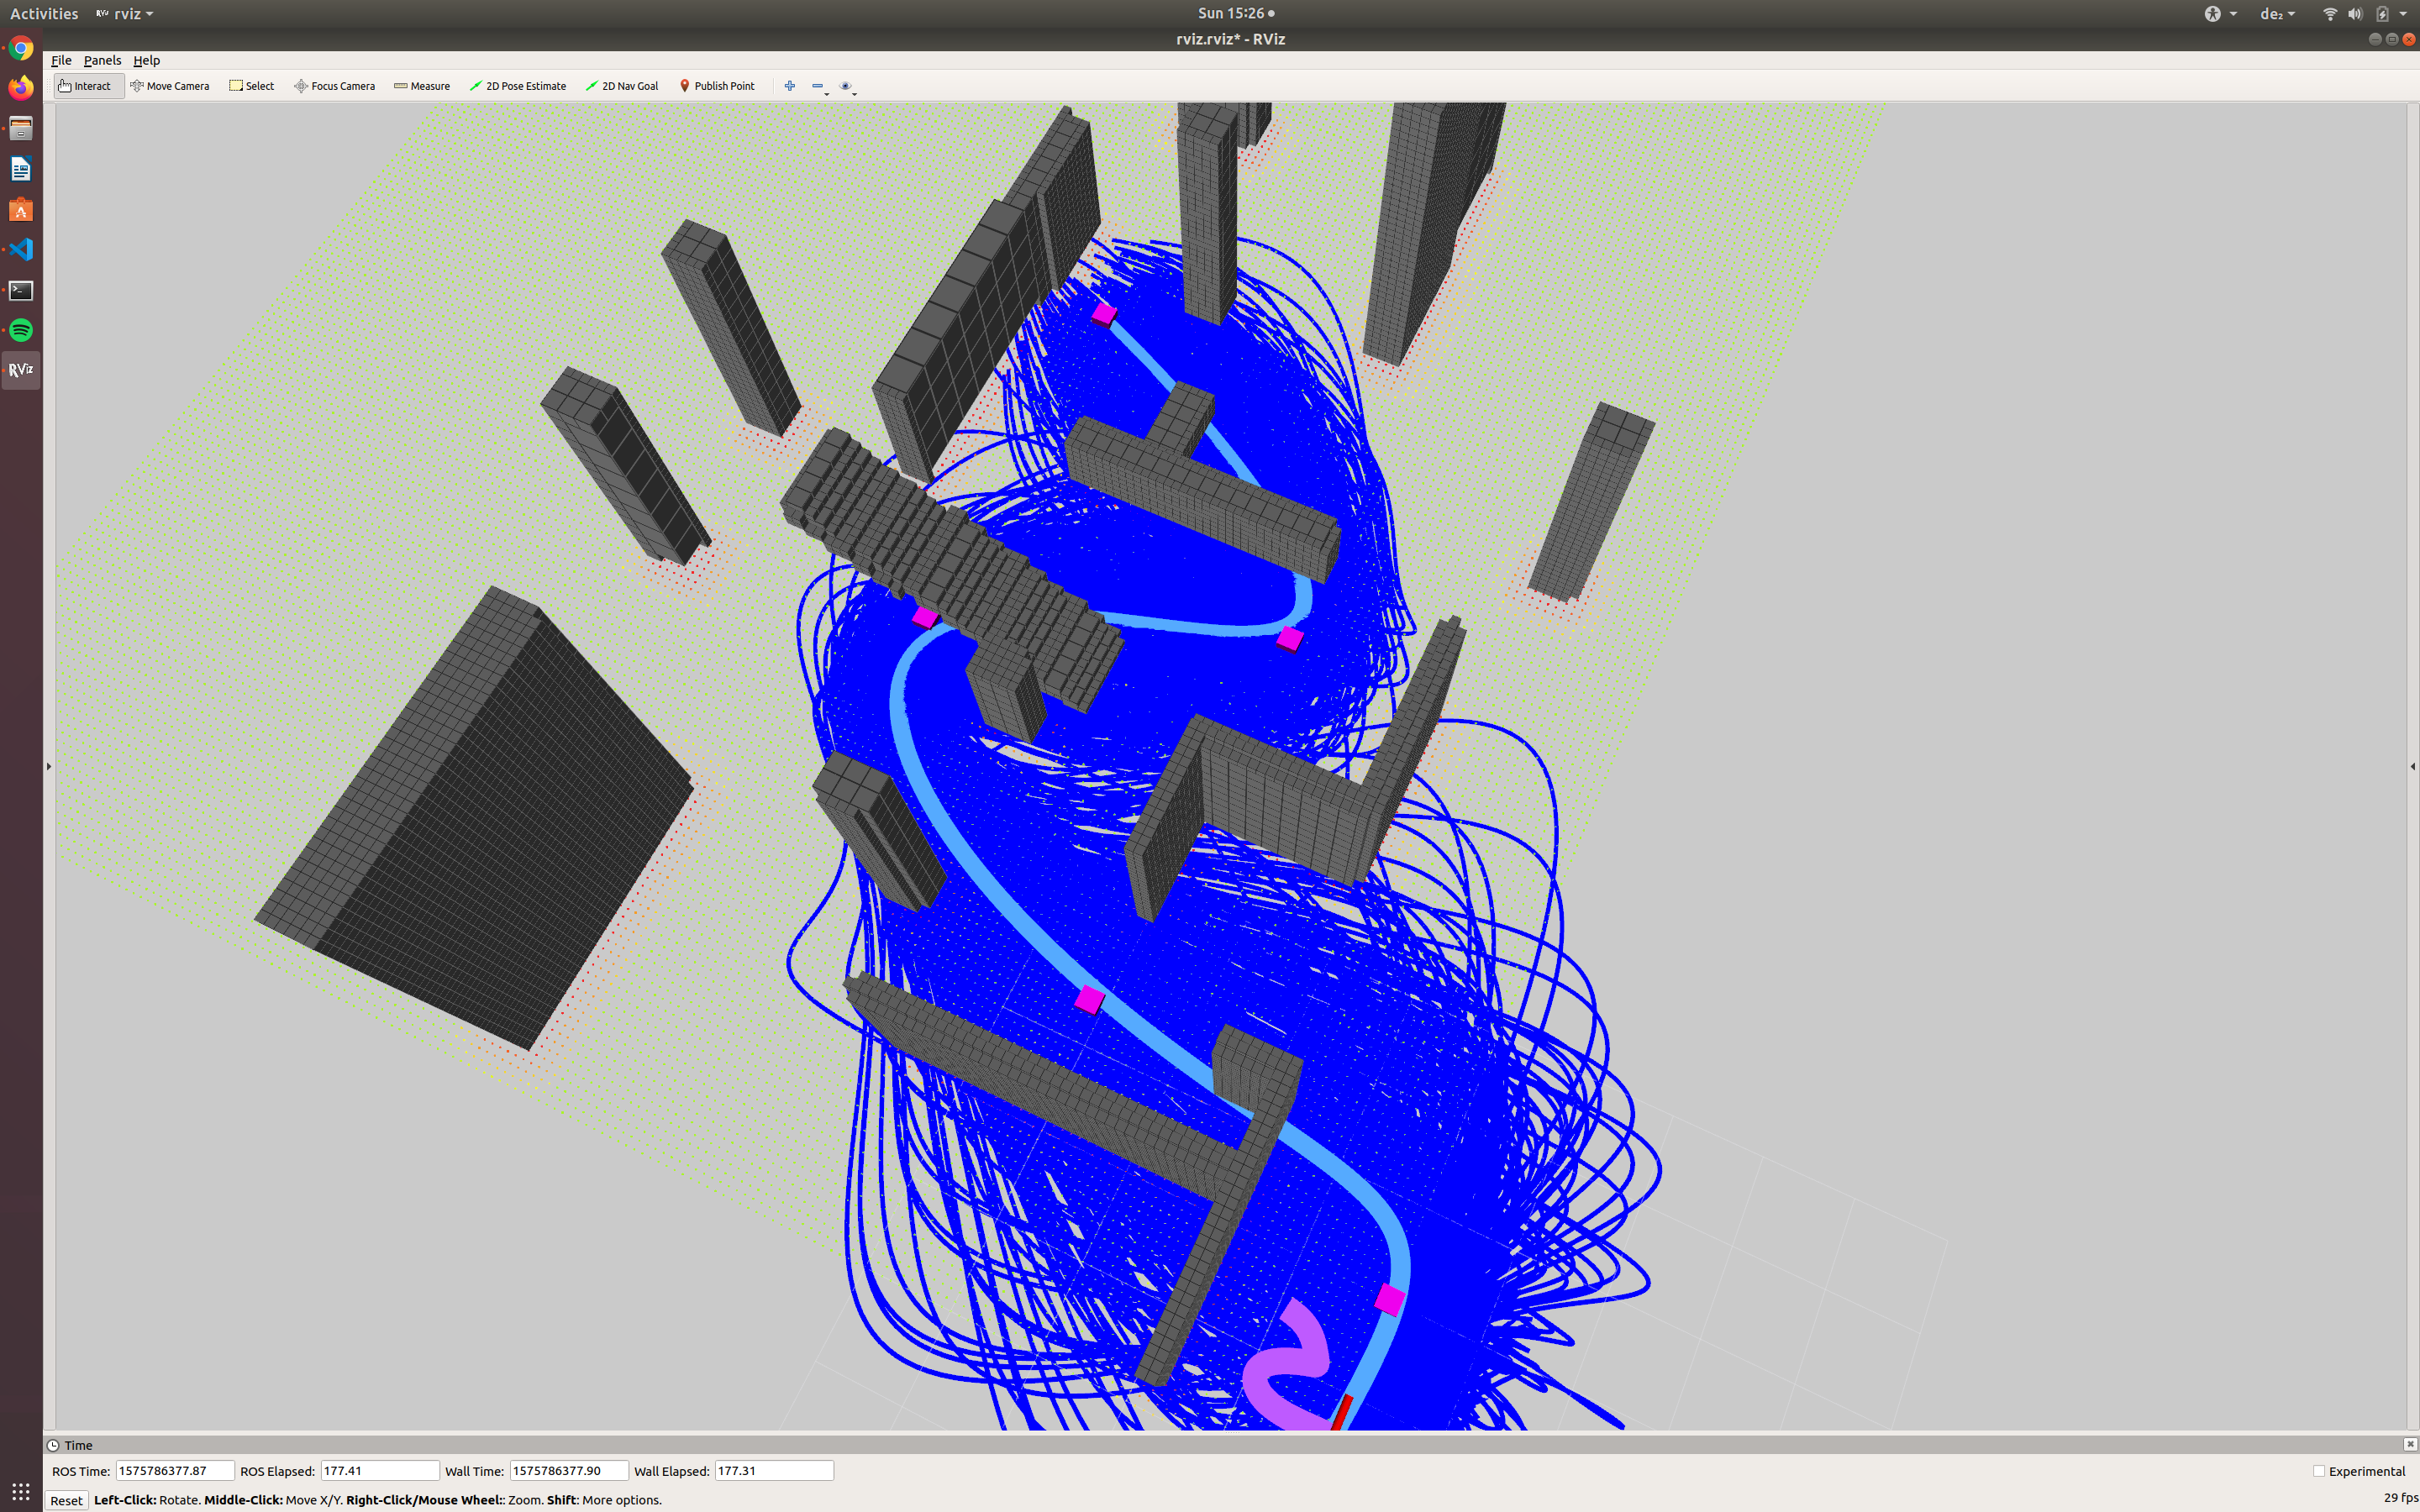 Activities RViz rviz Sun 15:26 de₂
rviz.rviz* - RViz
File Panels Help
Interact Move Camera Select Focus Camera Measure 2D Pose Estimate 2D Nav Goal Publish Point
RViz
Time
ROS Time: 1575786377.87 ROS Elapsed: 177.41 Wall Time: 1575786377.90 Wall Elapsed: 177.31 Experimental
Reset Left-Click: Rotate. Middle-Click: Move X/Y. Right-Click/Mouse Wheel:: Zoom. Shift: More options. 29 fps